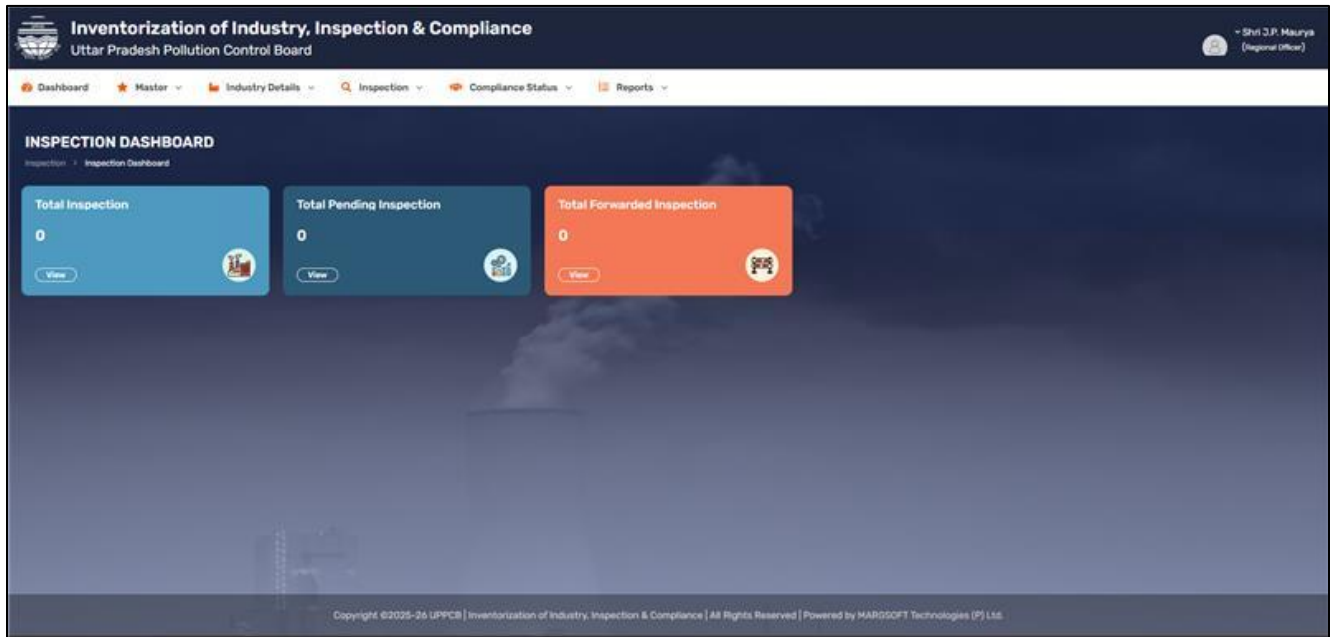 Inventorization of Industry, Inspection & Compliance
Uttar Pradesh Pollution Control Board
Shri J.P. Maurya
(Regional Officer)
Dashboard Master Industry Details Inspection Compliance Status Reports
INSPECTION DASHBOARD
Inspection > Inspection Dashboard
Total Inspection
0
View
Total Pending Inspection
0
View
Total Forwarded Inspection
0
View
Copyright ©2025-26 UPPCB | Inventorization of Industry, Inspection & Compliance | All Rights Reserved | Powered by MARGSOFT Technologies (P) Ltd.